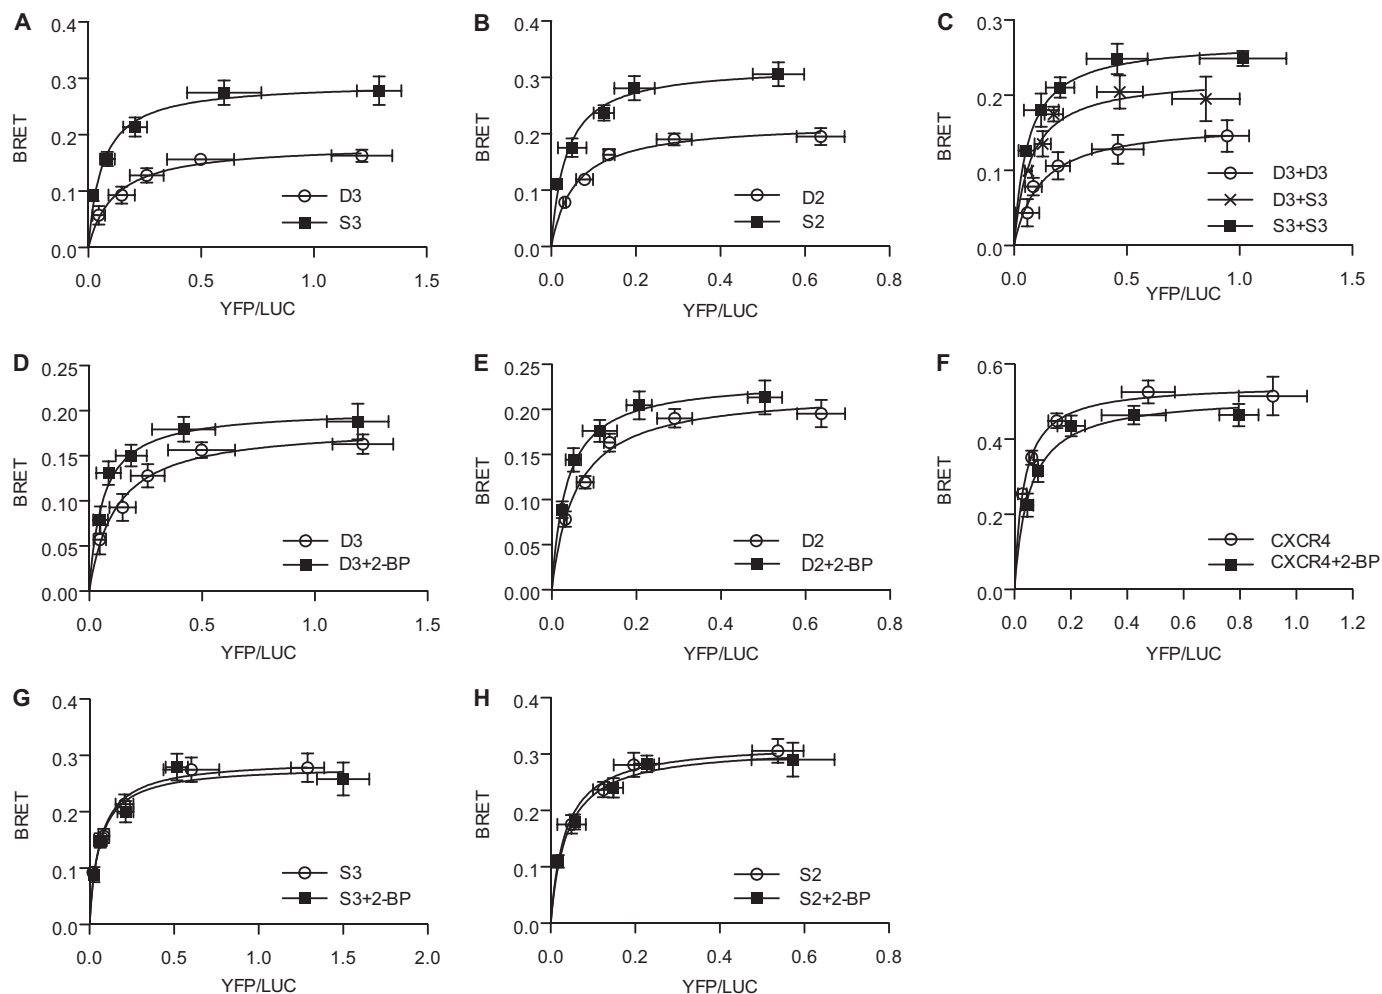 A
BRET
0.4
0.3
0.2
0.1
0.0
D3
S3
0.0 0.5 1.0 1.5
YFP/LUC
B
BRET
0.4
0.3
0.2
0.1
0.0
D2
S2
0.0 0.2 0.4 0.6 0.8
YFP/LUC
C
BRET
0.3
0.2
0.1
0.0
D3+D3
D3+S3
S3+S3
0.0 0.5 1.0 1.5
YFP/LUC
D
BRET
0.25
0.20
0.15
0.10
0.05
0.00
D3
D3+2-BP
0.0 0.5 1.0 1.5
YFP/LUC
E
BRET
0.25
0.20
0.15
0.10
0.05
0.00
D2
D2+2-BP
0.0 0.2 0.4 0.6 0.8
YFP/LUC
F
BRET
0.6
0.4
0.2
0.0
CXCR4
CXCR4+2-BP
0.0 0.2 0.4 0.6 0.8 1.0 1.2
YFP/LUC
G
BRET
0.4
0.3
0.2
0.1
0.0
S3
S3+2-BP
0.0 0.5 1.0 1.5 2.0
YFP/LUC
H
BRET
0.4
0.3
0.2
0.1
0.0
S2
S2+2-BP
0.0 0.2 0.4 0.6 0.8
YFP/LUC